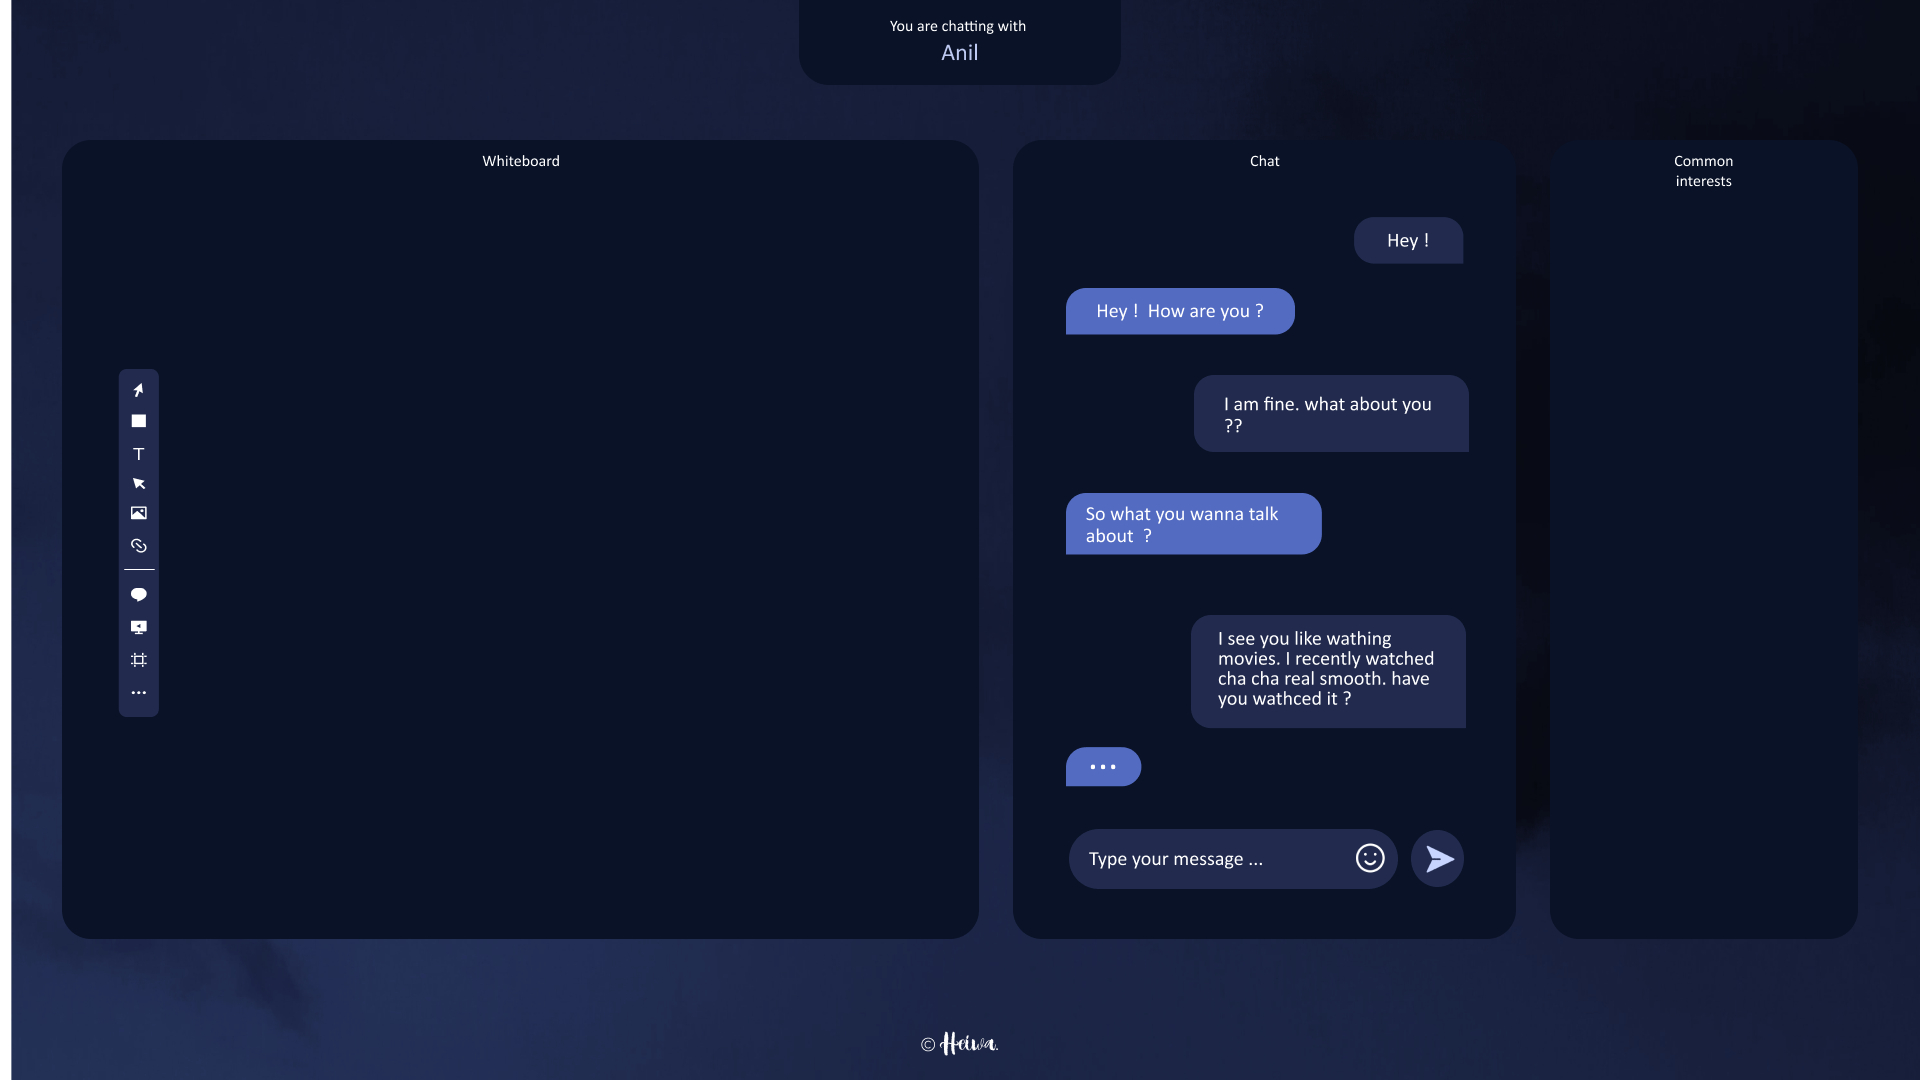 You are chatting with
Anil
Whiteboard
Chat
Common
interests
Hey !
Hey !  How are you ?
I am fine. what about you
??
So what you wanna talk
about  ?
I see you like wathing
movies. I recently watched
cha cha real smooth. have
you wathced it ?
Type your message ...
T
© Heiwa.